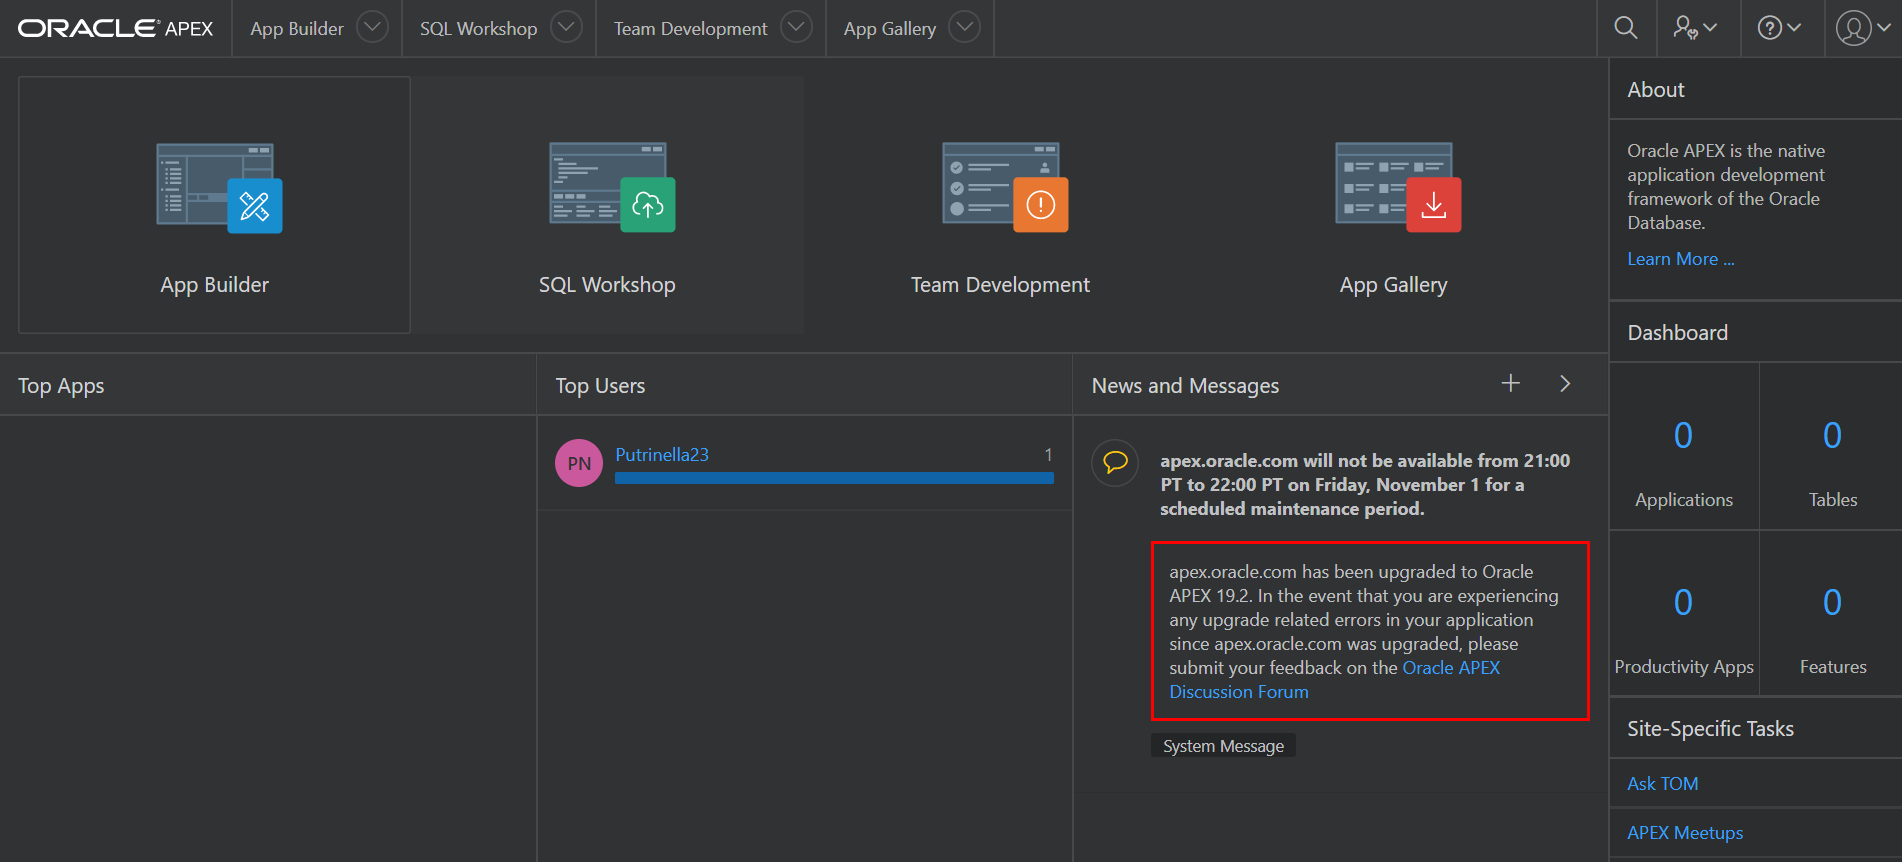 ORACLE APEX
App Builder
SQL Workshop
Team Development
App Gallery
App Builder
SQL Workshop
Team Development
App Gallery
Top Apps
Top Users
PN
Putrinella23
1
News and Messages
apex.oracle.com will not be available from 21:00
PT to 22:00 PT on Friday, November 1 for a
scheduled maintenance period.
apex.oracle.com has been upgraded to Oracle
APEX 19.2. In the event that you are experiencing
any upgrade related errors in your application
since apex.oracle.com was upgraded, please
submit your feedback on the Oracle APEX
Discussion Forum
System Message
About
Oracle APEX is the native
application development
framework of the Oracle
Database.
Learn More ...
Dashboard
0
Applications
0
Tables
0
Productivity Apps
0
Features
Site-Specific Tasks
Ask TOM
APEX Meetups